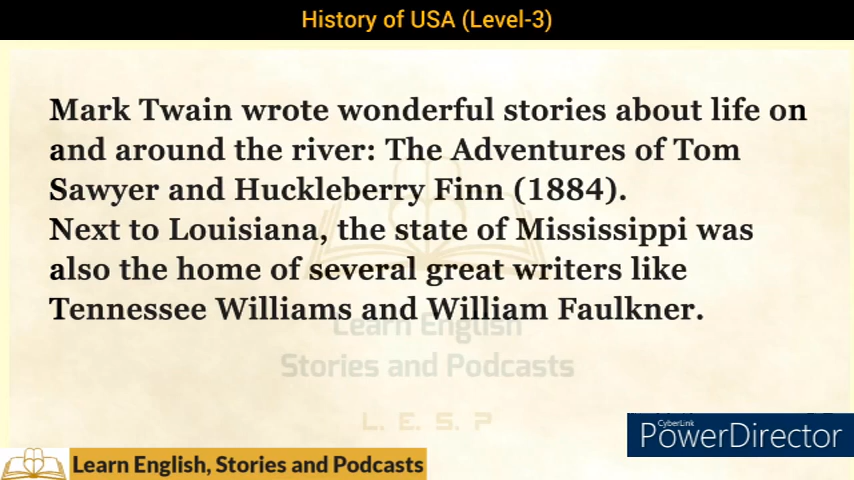 History of USA (Level-3)
Mark Twain wrote wonderful stories about life on
and around the river: The Adventures of Tom
Sawyer and Huckleberry Finn (1884).
Next to Louisiana, the state of Mississippi was
also the home of several great writers like
Tennessee Williams and William Faulkner.
Learn English
Stories and Podcasts
L. E. S. P
CyberLink
PowerDirector
Learn English, Stories and Podcasts